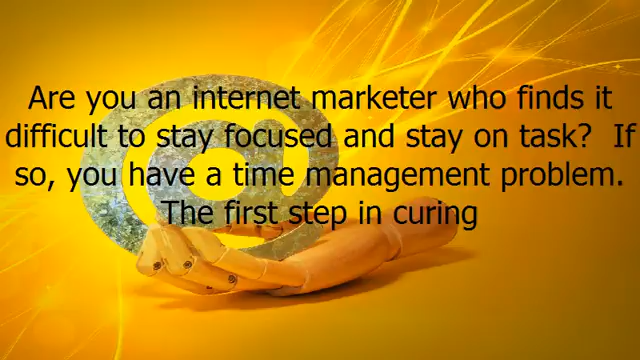 Are you an internet marketer who finds it
difficult to stay focused and stay on task?  If
so, you have a time management problem.
The first step in curing